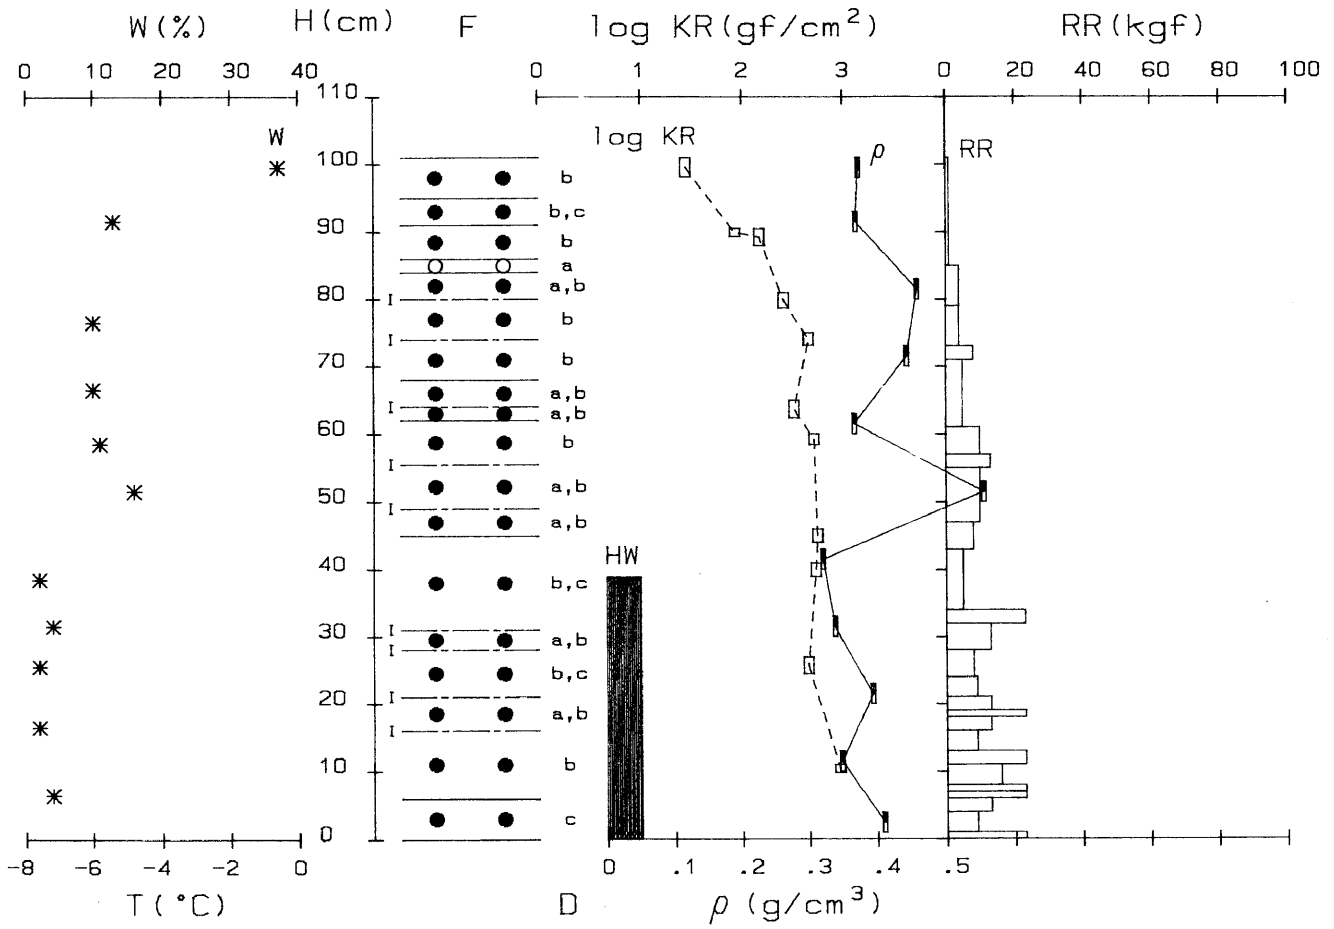 W(%) H(cm) F log KR(gf/cm²) RR(kgf)
0 10 20 30 40 0 1 2 3 0 20 40 60 80 100
110
W log KR ρ RR
100
b
b,c
90
b
a
a,b
80 I
b
I
70 b
a,b
I a,b
60
b
I
a,b
50 I
a,b
HW
40
b,c
30 I
a,b
I
b,c
20 I
a,b
I
10 b
c
0
-8 -6 -4 -2 0 0 .1 .2 .3 .4 .5
T(°C) D ρ (g/cm³)